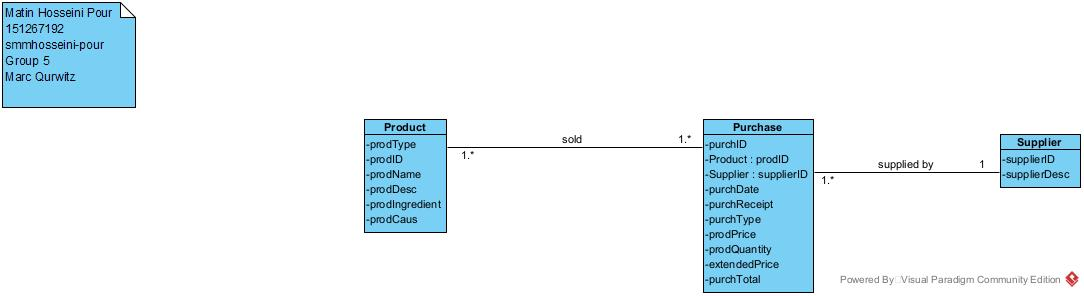 Matin Hosseini Pour
151267192
smmhosseini-pour
Group 5
Marc Qurwitz
Product
-prodType
-prodID
-prodName
-prodDesc
-prodIngredient
-prodCaus
sold
1.*
1.*
Purchase
-purchID
-Product : prodID
-Supplier : supplierID
-purchDate
-purchReceipt
-purchType
-prodPrice
-prodQuantity
-extendedPrice
-purchTotal
supplied by
1
1.*
Supplier
-supplierID
-supplierDesc
Powered By Visual Paradigm Community Edition